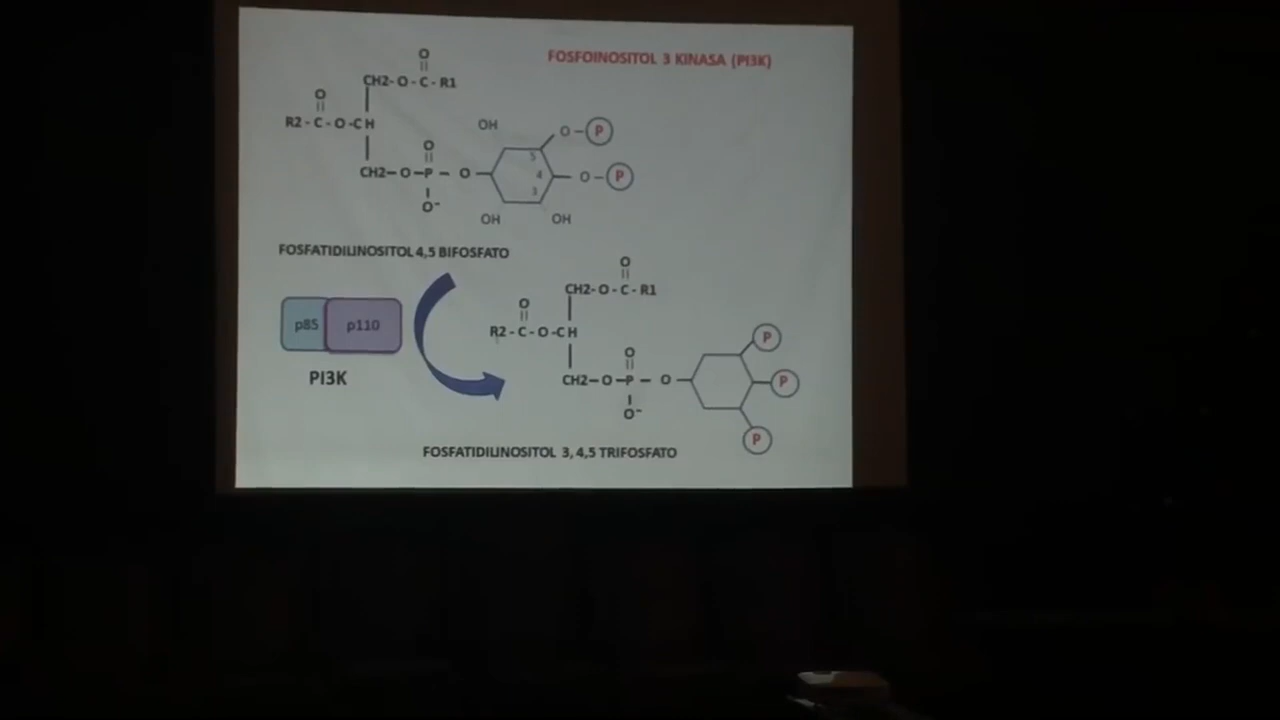 FOSFOINOSITOL 3 KINASA (PI3K)
O
CH2-O-C-R1
O
R2-C-O-CH
OH
O-P
O
5
CH2-O-P-O
4
O-P
3
O-
OH
OH
FOSFATIDILINOSITOL 4,5 BIFOSFATO
O
CH2-O-C-R1
O
R2-C-O-CH
p85
p110
P
O
PI3K
CH2-O-P-O
P
O-
P
FOSFATIDILINOSITOL 3,4,5 TRIFOSFATO